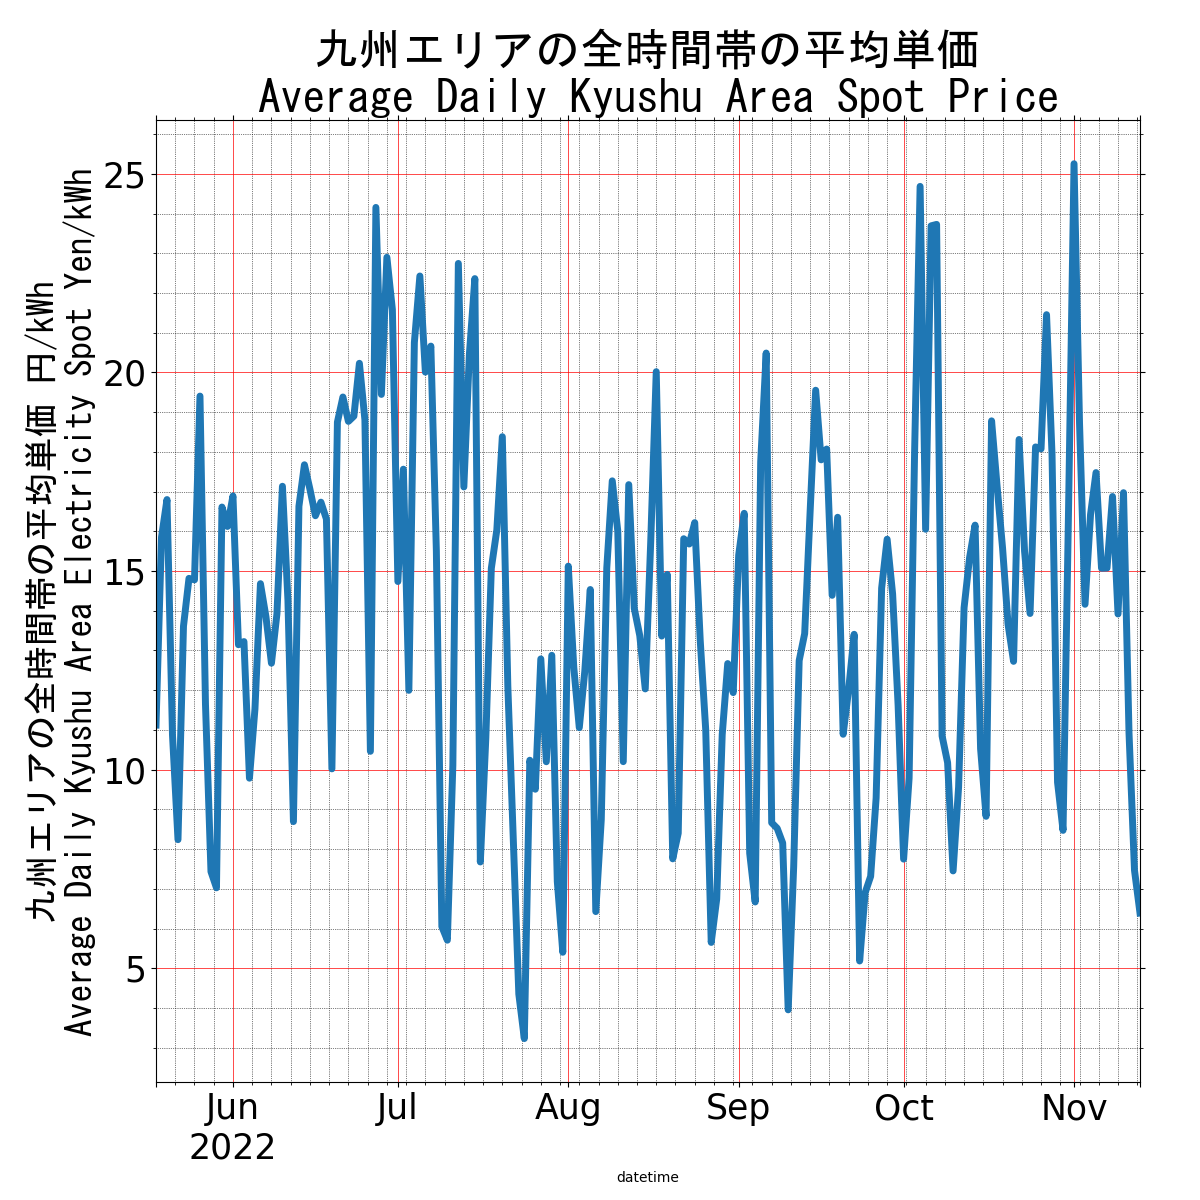 九州エリアの全時間帯の平均単価
Average Daily Kyushu Area Spot Price
九州エリアの全時間帯の平均単価 円/kWh
Average Daily Kyushu Area Electricity Spot Yen/kWh
25
20
15
10
5
Jun
2022
Jul
Aug
Sep
Oct
Nov
datetime